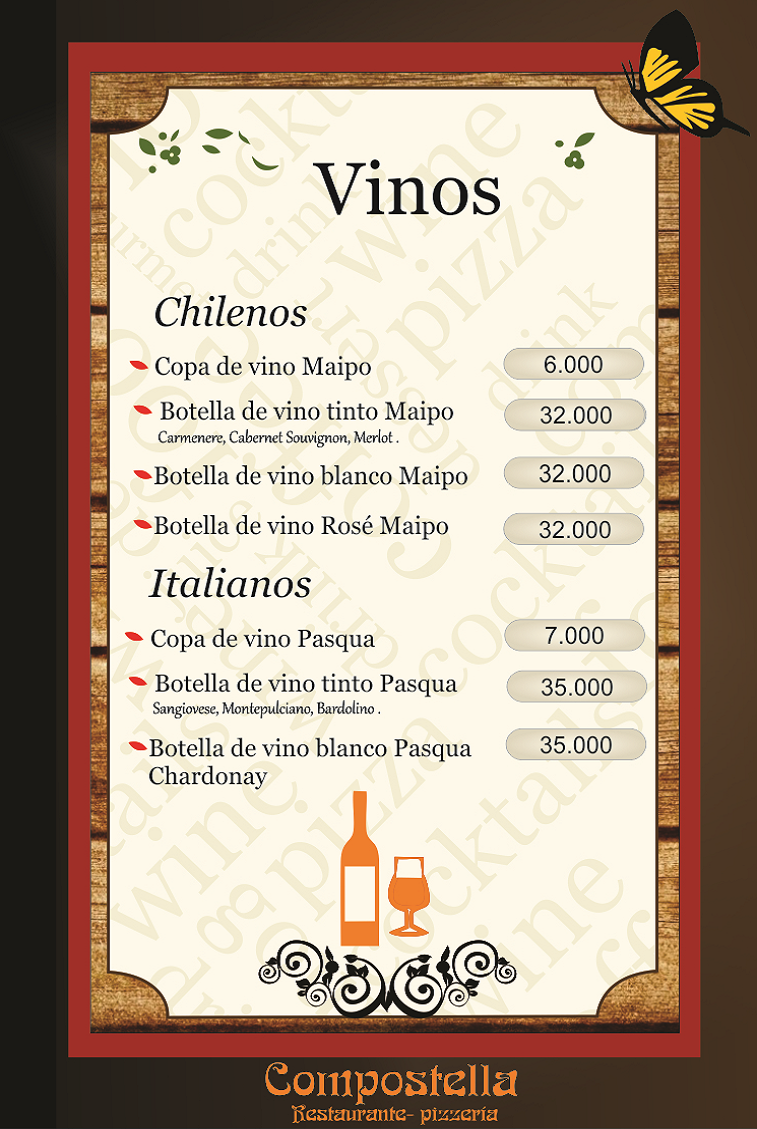 Vinos
Chilenos
Copa de vino Maipo 6.000
Botella de vino tinto Maipo 32.000
Carmenere, Cabernet Souvignon, Merlot .
Botella de vino blanco Maipo 32.000
Botella de vino Rosé Maipo 32.000
Italianos
Copa de vino Pasqua 7.000
Botella de vino tinto Pasqua 35.000
Sangiovese, Montepulciano, Bardolino .
Botella de vino blanco Pasqua 35.000
Chardonay
Compostella
Restaurante- pizzería